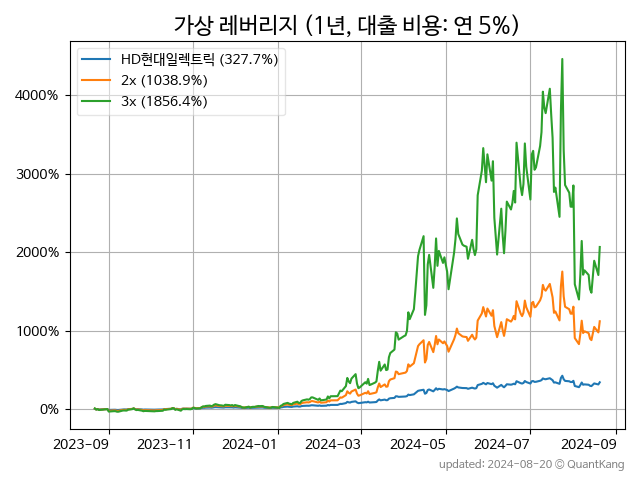 가상 레버리지 (1년, 대출 비용: 연 5%)
HD현대일렉트릭 (327.7%)
2x (1038.9%)
3x (1856.4%)
4000%
3000%
2000%
1000%
0%
2023-09 2023-11 2024-01 2024-03 2024-05 2024-07 2024-09
updated: 2024-08-20 © QuantKang